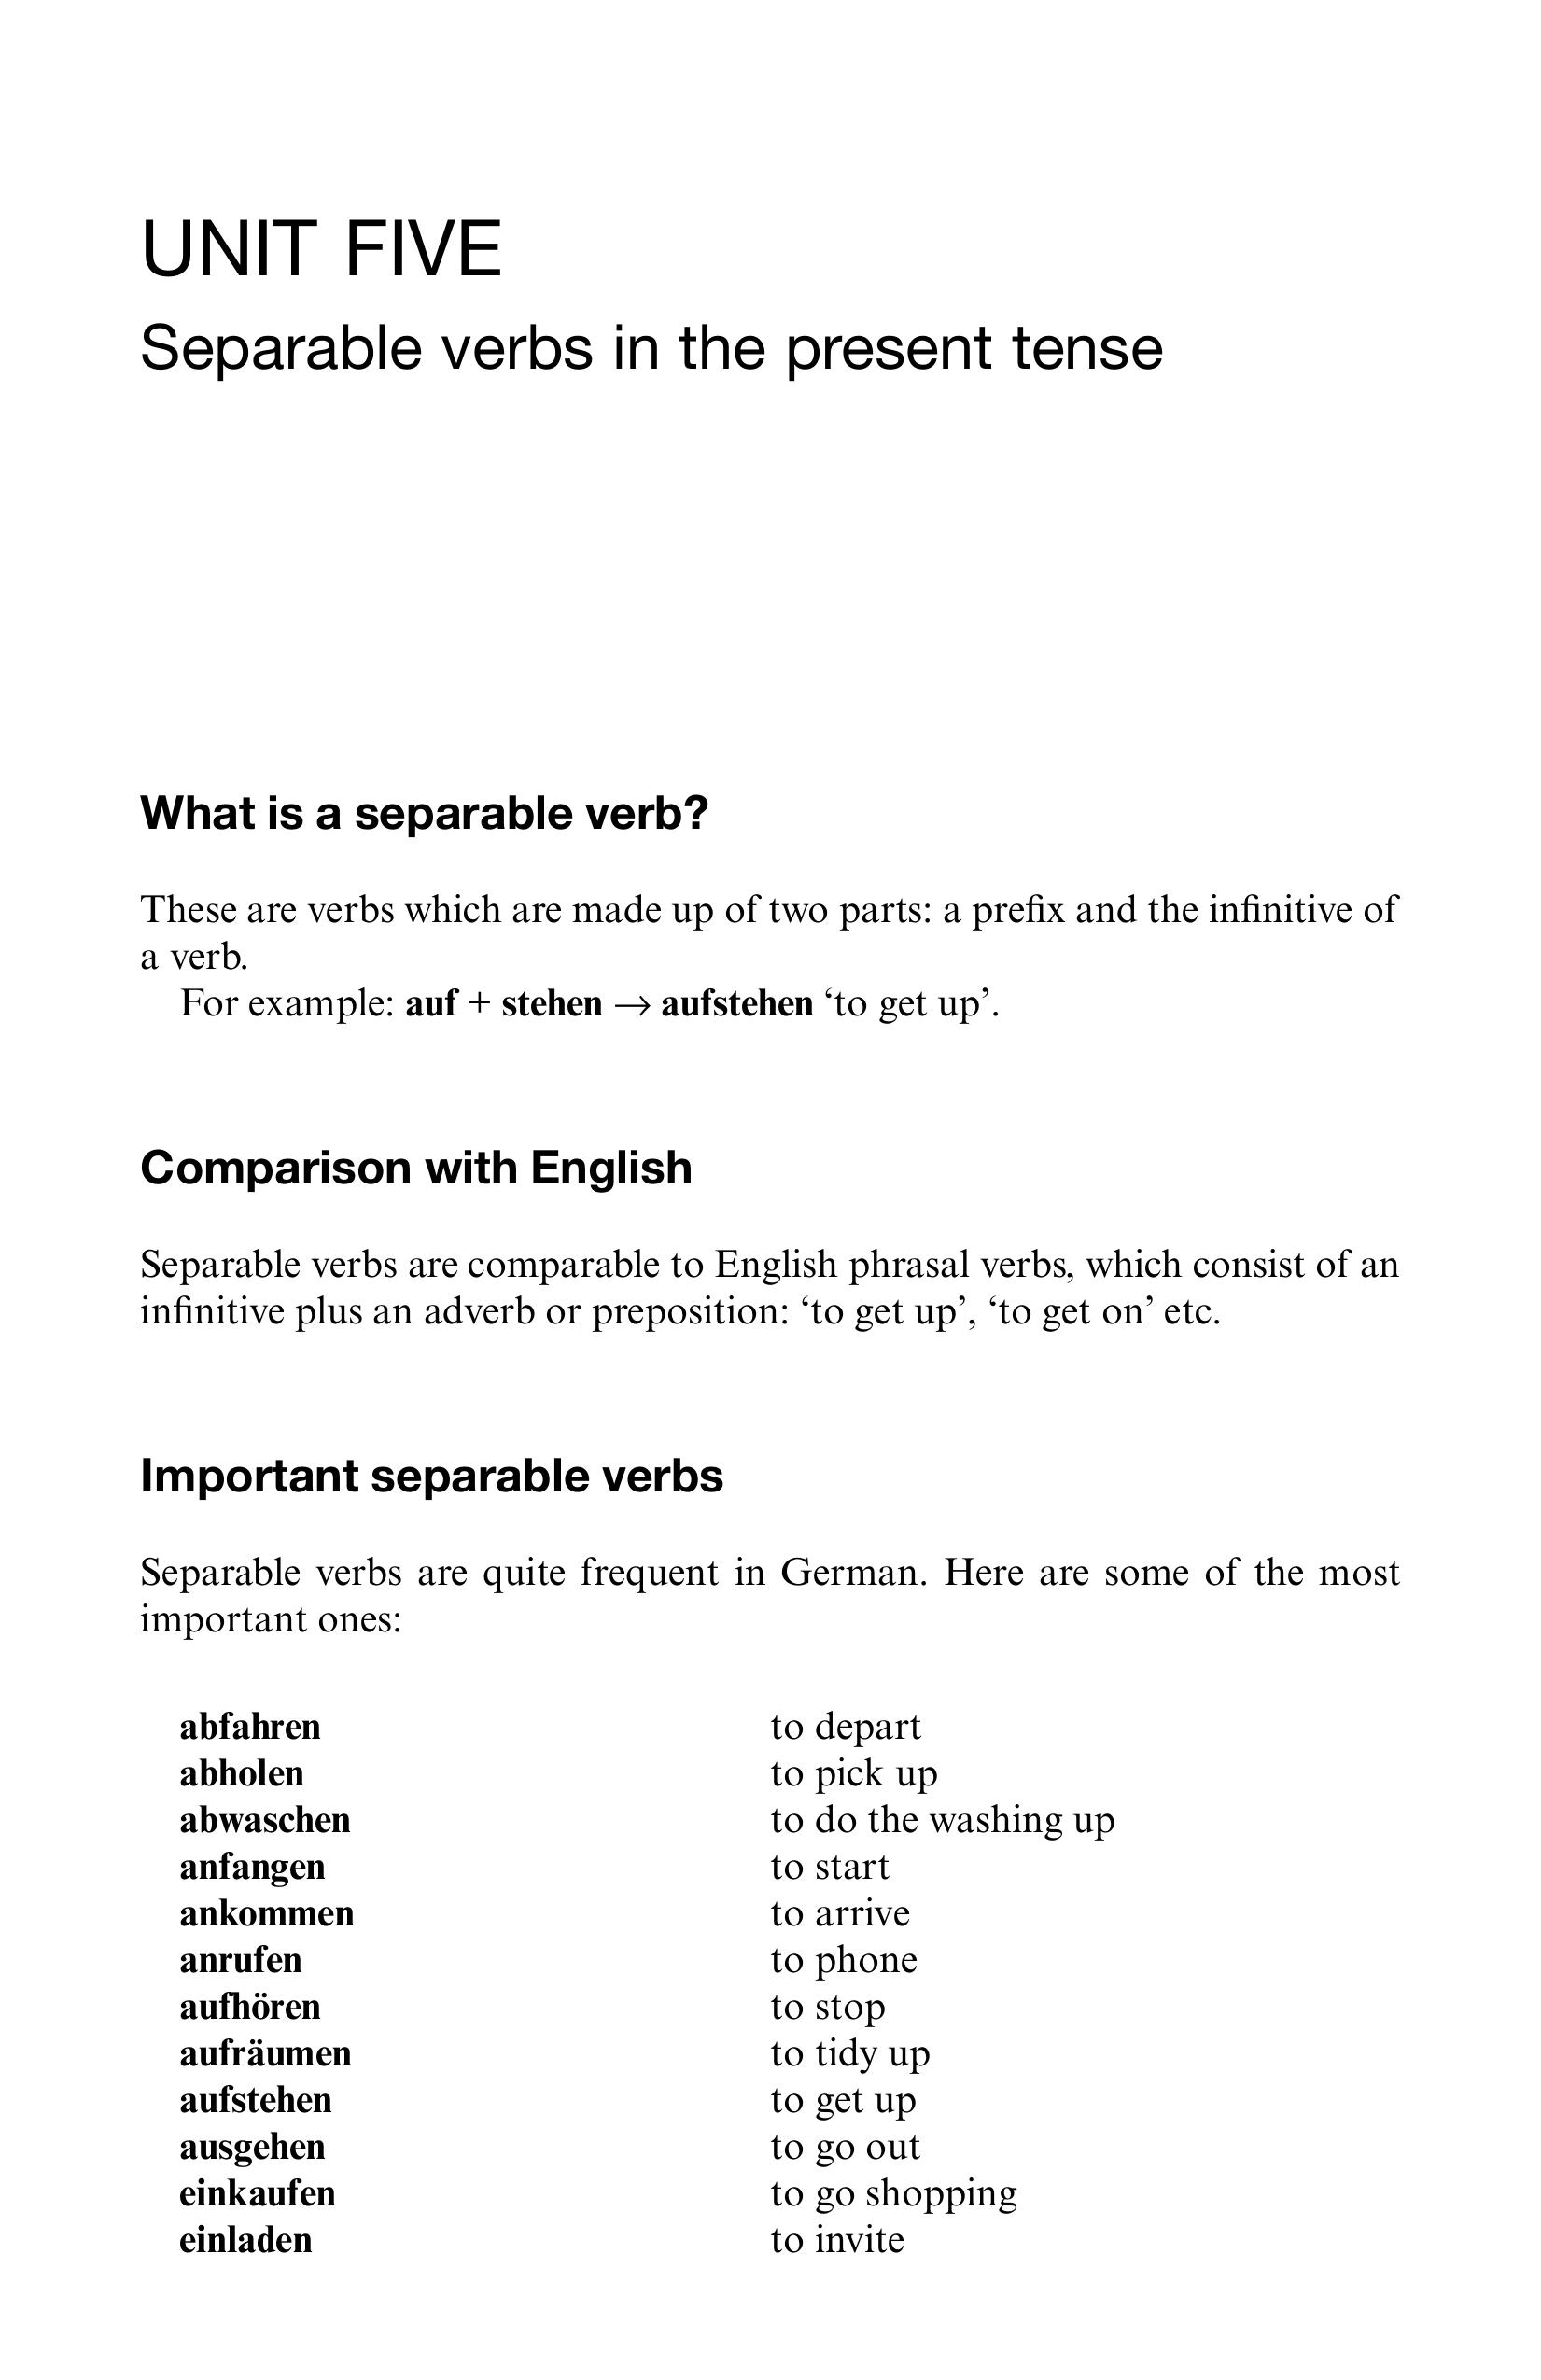 UNIT FIVE
Separable verbs in the present tense
What is a separable verb?
These are verbs which are made up of two parts: a prefix and the infinitive of
a verb.
For example: auf + stehen → aufstehen ‘to get up’.
Comparison with English
Separable verbs are comparable to English phrasal verbs, which consist of an
infinitive plus an adverb or preposition: ‘to get up’, ‘to get on’ etc.
Important separable verbs
Separable verbs are quite frequent in German. Here are some of the most
important ones:
abfahren to depart
abholen to pick up
abwaschen to do the washing up
anfangen to start
ankommen to arrive
anrufen to phone
aufhören to stop
aufräumen to tidy up
aufstehen to get up
ausgehen to go out
einkaufen to go shopping
einladen to invite